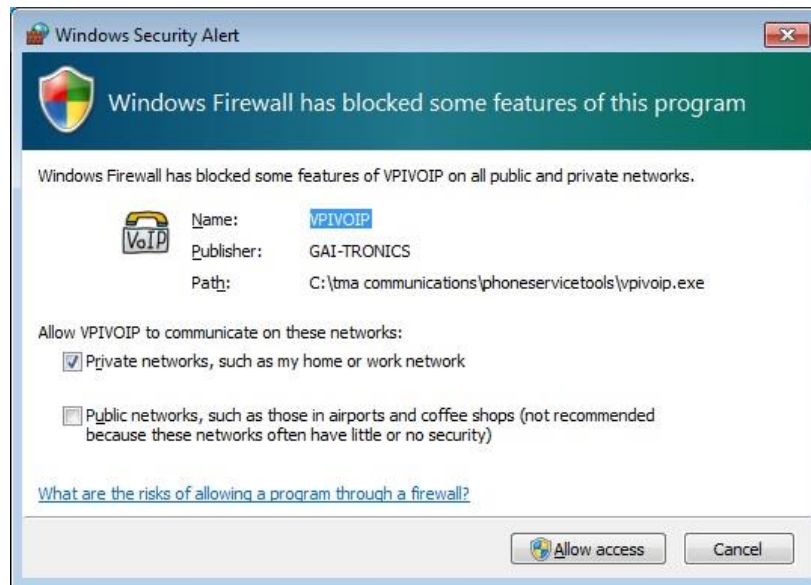 Windows Security Alert
Windows Firewall has blocked some features of this program
Windows Firewall has blocked some features of VPIVOIP on all public and private networks.
VoIP
Name: VPIVOIP
Publisher: GAI-TRONICS
Path: C:\tma communications\phoneservicetools\vpivoip.exe
Allow VPIVOIP to communicate on these networks:
Private networks, such as my home or work network
Public networks, such as those in airports and coffee shops (not recommended
because these networks often have little or no security)
What are the risks of allowing a program through a firewall?
Allow access Cancel